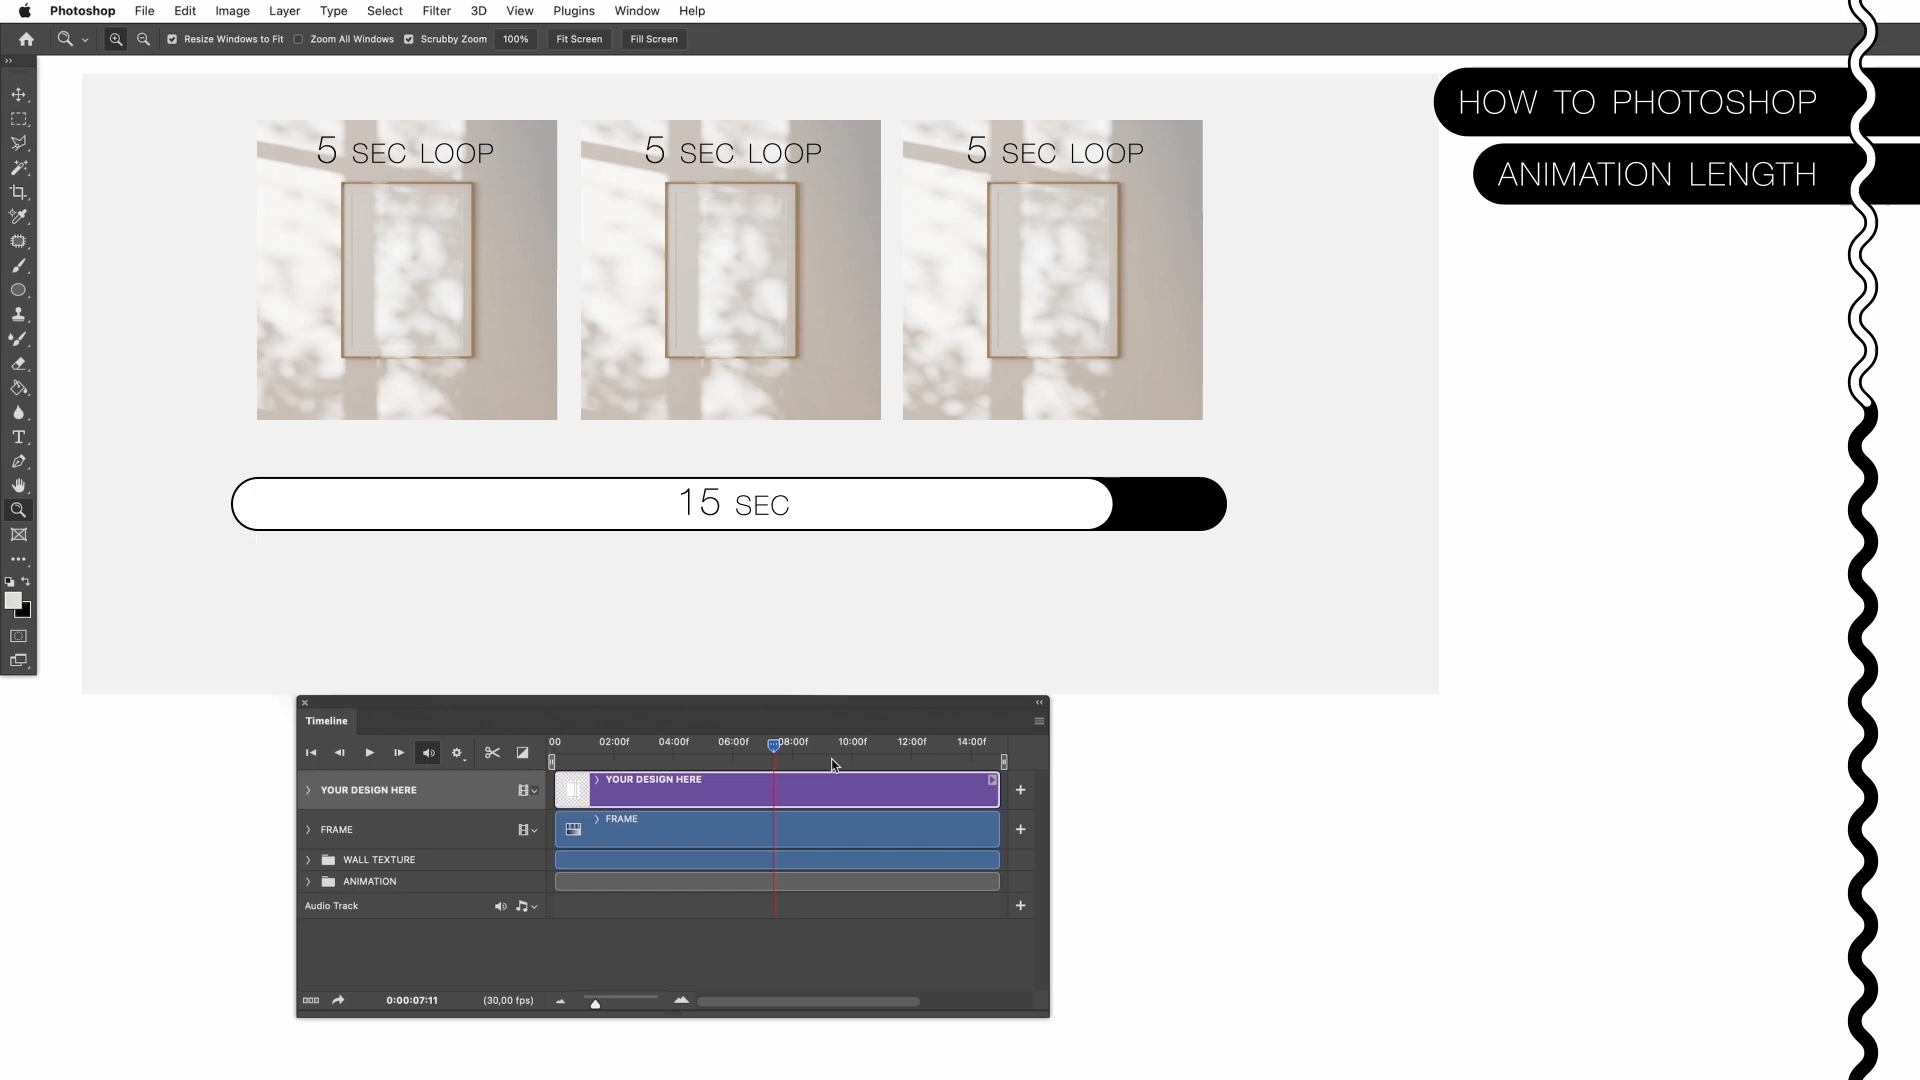 Photoshop File Edit Image Layer Type Select Filter 3D View Plugins Window Help
Resize Windows to Fit Zoom All Windows Scrubby Zoom 100% Fit Screen Fill Screen
HOW TO PHOTOSHOP
ANIMATION LENGTH
5 SEC LOOP
5 SEC LOOP
5 SEC LOOP
15 SEC
Timeline
00 02:00f 04:00f 06:00f 08:00f 10:00f 12:00f 14:00f
YOUR DESIGN HERE
YOUR DESIGN HERE
FRAME
FRAME
WALL TEXTURE
ANIMATION
Audio Track
0:00:07:11 (30,00 fps)